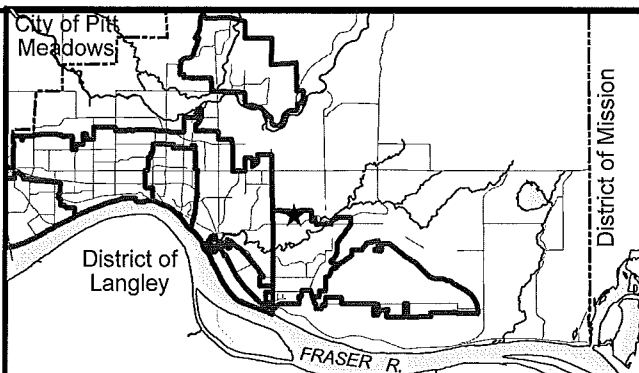 City of Pitt
Meadows
District of Mission
District of
Langley
FRASER R.